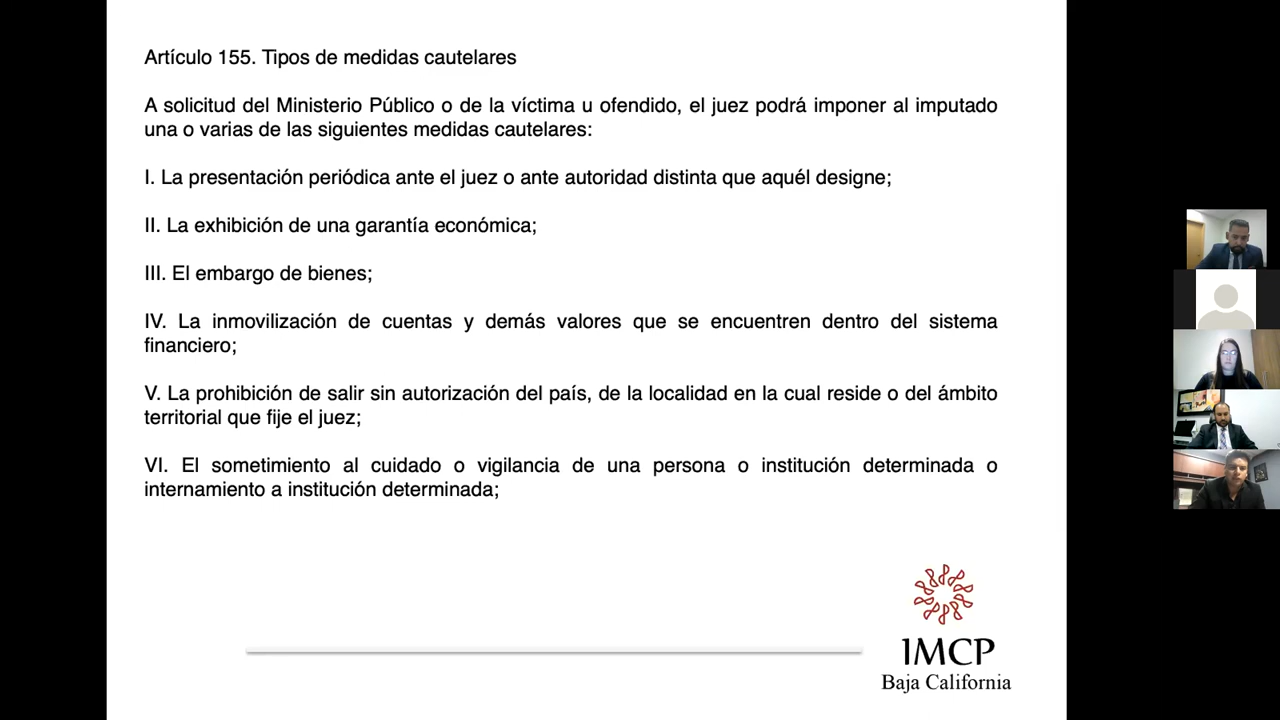 Artículo 155. Tipos de medidas cautelares
A solicitud del Ministerio Público o de la víctima u ofendido, el juez podrá imponer al imputado
una o varias de las siguientes medidas cautelares:
I. La presentación periódica ante el juez o ante autoridad distinta que aquél designe;
II. La exhibición de una garantía económica;
III. El embargo de bienes;
IV. La inmovilización de cuentas y demás valores que se encuentren dentro del sistema
financiero;
V. La prohibición de salir sin autorización del país, de la localidad en la cual reside o del ámbito
territorial que fije el juez;
VI. El sometimiento al cuidado o vigilancia de una persona o institución determinada o
internamiento a institución determinada;
IMCP
Baja California